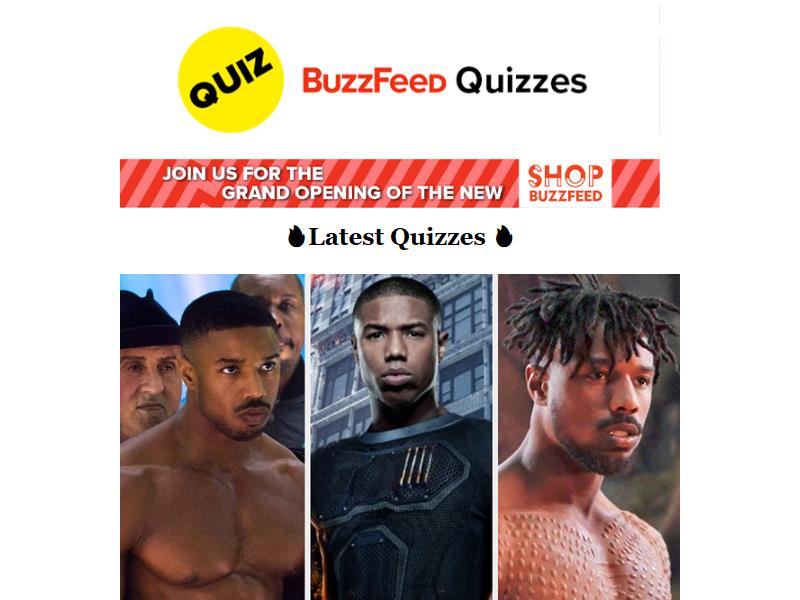 QUIZ
BuzzFeed Quizzes
JOIN US FOR THE
GRAND OPENING OF THE NEW
SHOP
BUZZFEED
🔥Latest Quizzes 🔥